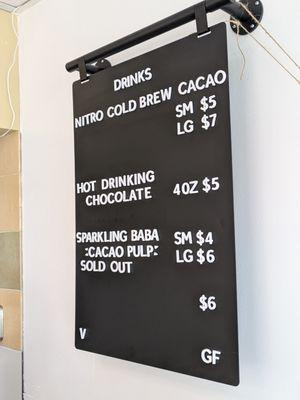 DRINKS
NITRO COLD BREW CACAO
SM $5
LG $7
HOT DRINKING
CHOCOLATE 4OZ $5
SPARKLING BABA SM $4
:CACAO PULP: LG $6
SOLD OUT
$6
V
GF